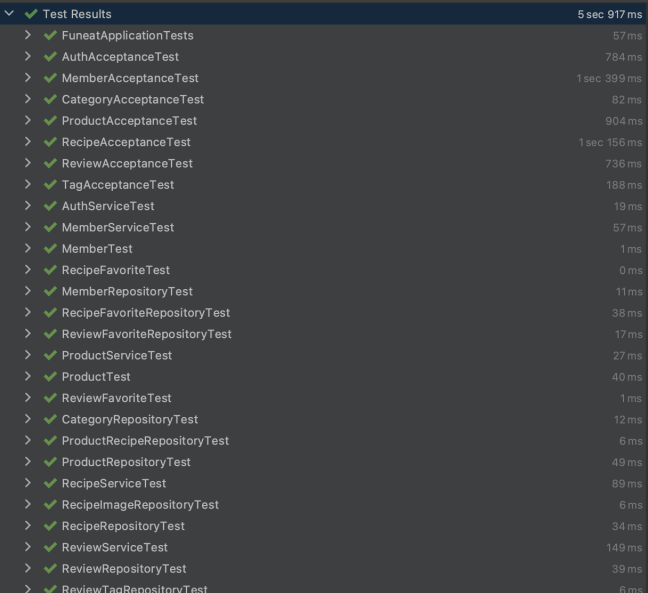 Test Results 5 sec 917 ms
FuneatApplicationTests 57 ms
AuthAcceptanceTest 784 ms
MemberAcceptanceTest 1 sec 399 ms
CategoryAcceptanceTest 82 ms
ProductAcceptanceTest 904 ms
RecipeAcceptanceTest 1 sec 156 ms
ReviewAcceptanceTest 736 ms
TagAcceptanceTest 188 ms
AuthServiceTest 19 ms
MemberServiceTest 57 ms
MemberTest 1 ms
RecipeFavoriteTest 0 ms
MemberRepositoryTest 11 ms
RecipeFavoriteRepositoryTest 38 ms
ReviewFavoriteRepositoryTest 17 ms
ProductServiceTest 27 ms
ProductTest 40 ms
ReviewFavoriteTest 1 ms
CategoryRepositoryTest 12 ms
ProductRecipeRepositoryTest 6 ms
ProductRepositoryTest 49 ms
RecipeServiceTest 89 ms
RecipeImageRepositoryTest 6 ms
RecipeRepositoryTest 34 ms
ReviewServiceTest 149 ms
ReviewRepositoryTest 39 ms
ReviewTagRepositoryTest 6 ms